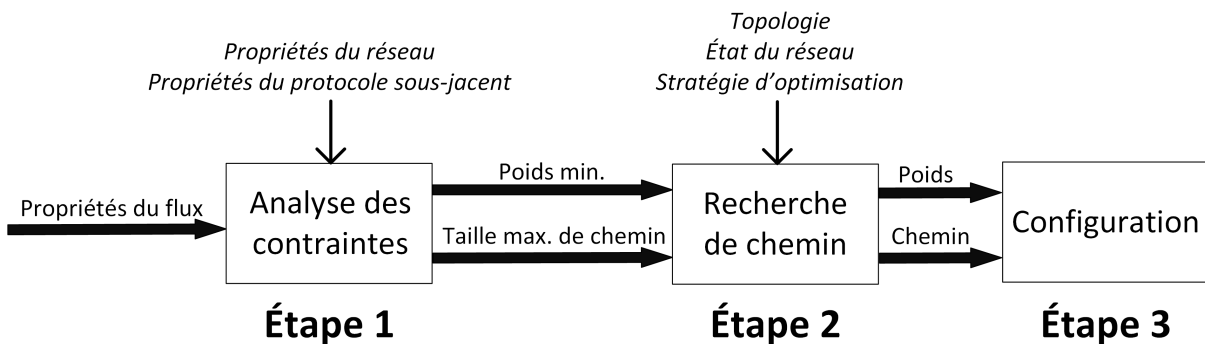 Propriétés du réseau
Propriétés du protocole sous-jacent
Topologie
État du réseau
Stratégie d'optimisation
Propriétés du flux
Analyse des
contraintes
Poids min.
Taille max. de chemin
Recherche
de chemin
Poids
Chemin
Configuration
Étape 1
Étape 2
Étape 3